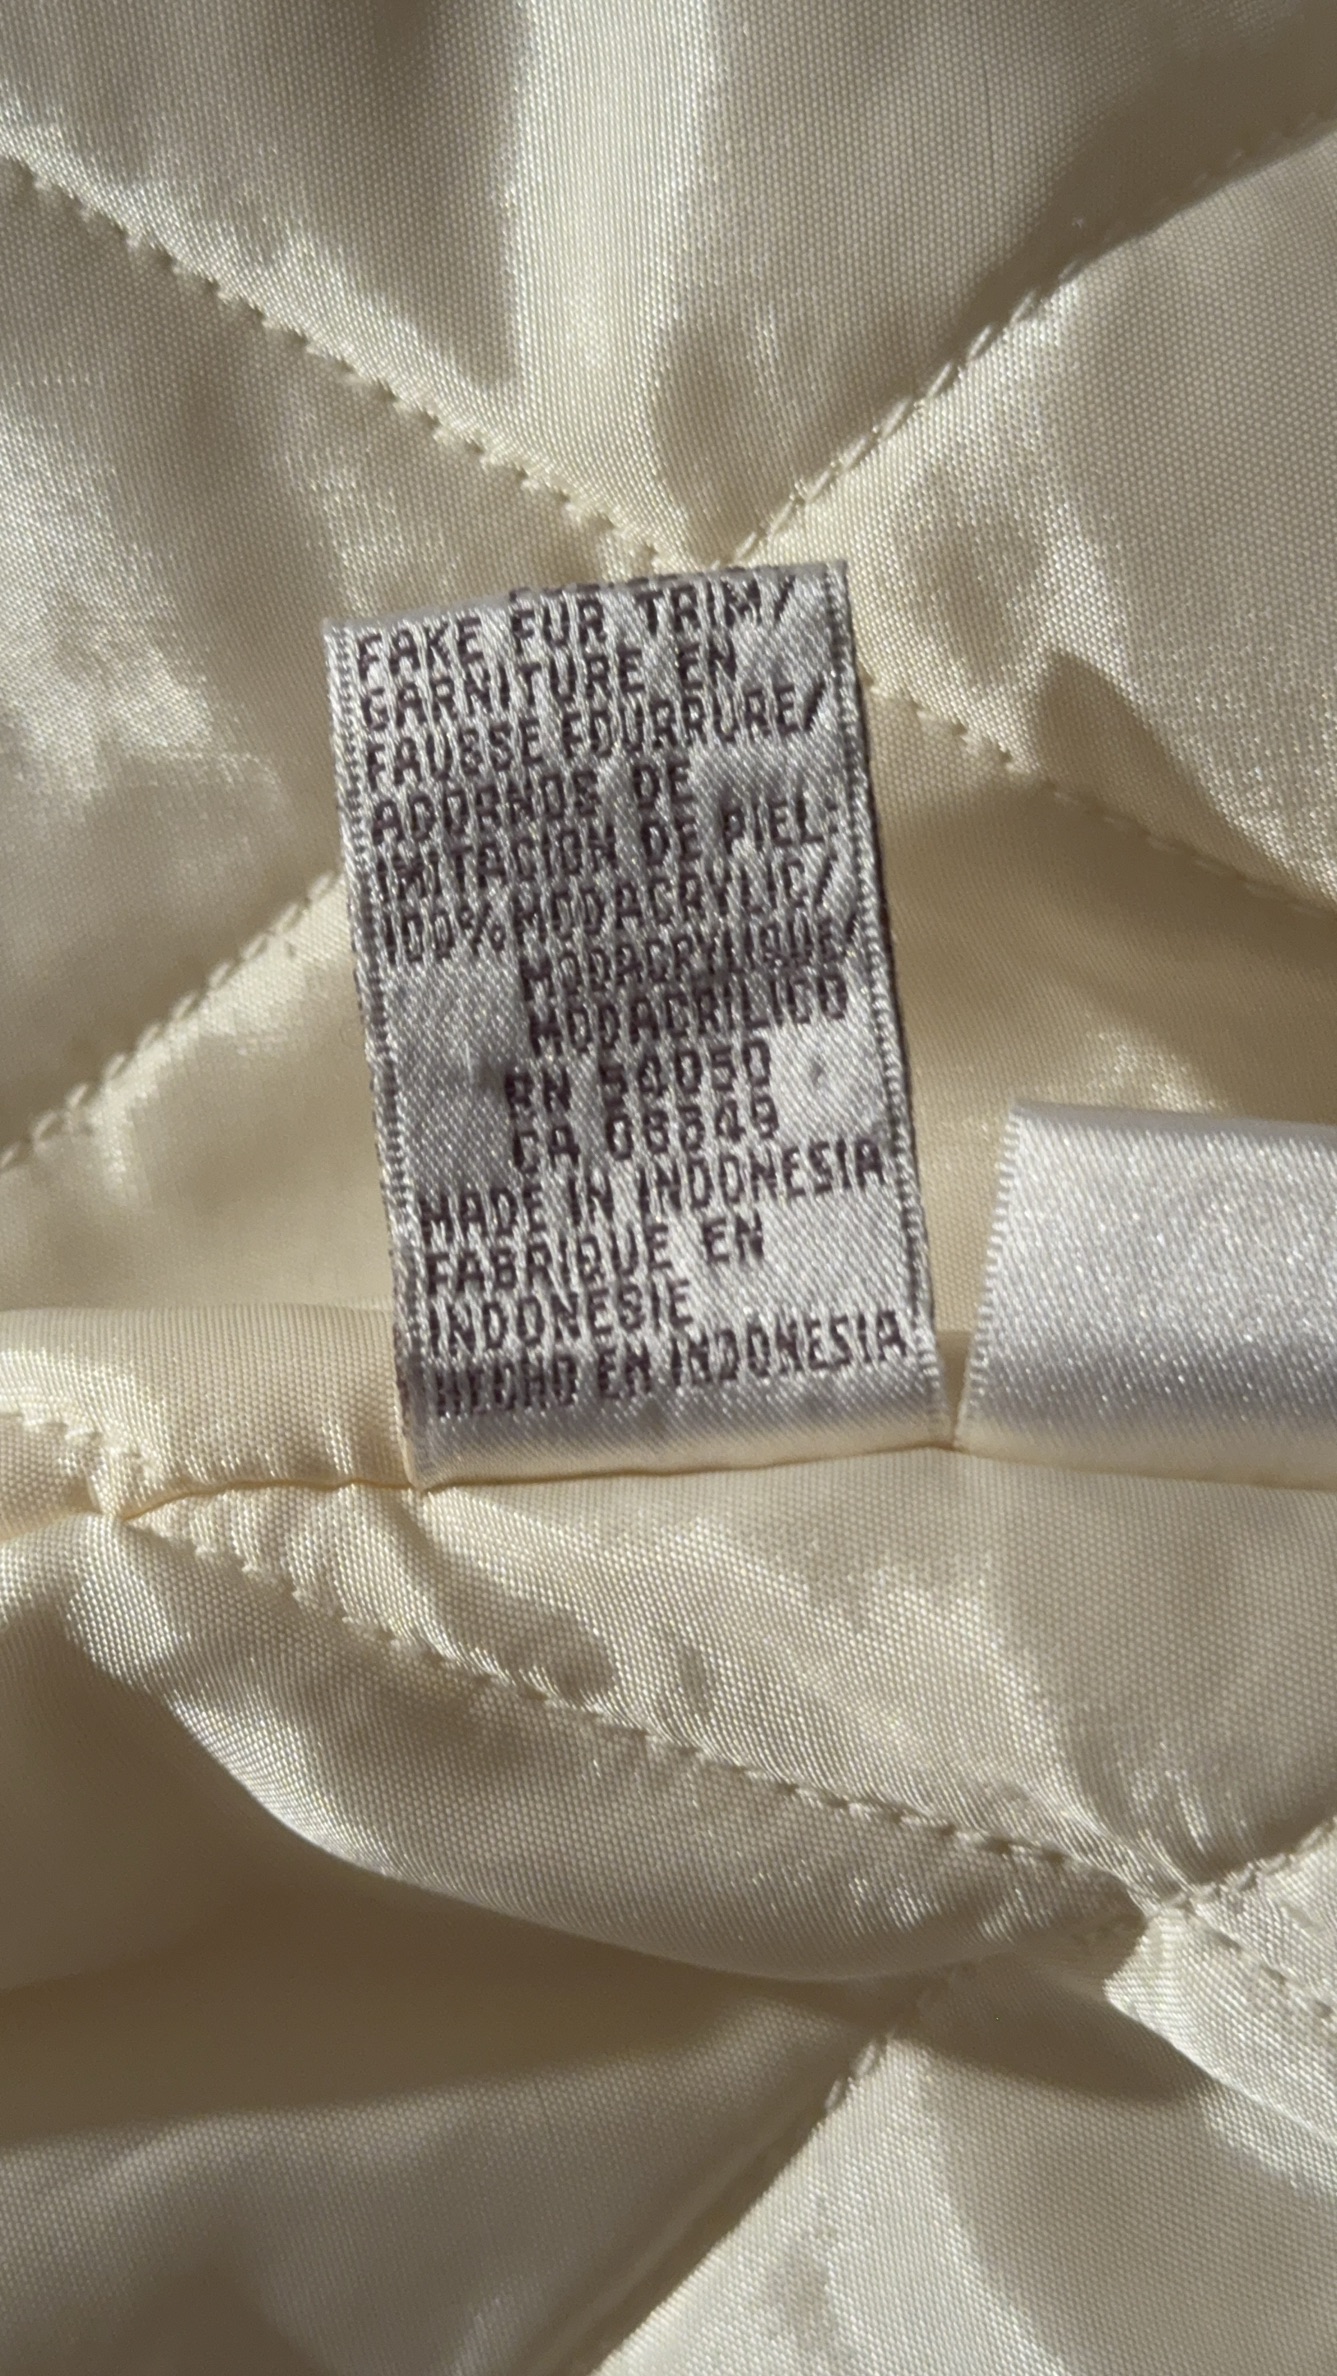 FAKE FUR TRIM/
GARNITURE EN
FAUSSE FOURRURE/
ADORNOS DE
IMITACION DE PIEL:
100% MODACRYLIC/
MODACRYLIQUE/
MODACRILICO
RN 54050
CA 06649
MADE IN INDONESIA
FABRIQUE EN
INDONESIE
HECHO EN INDONESIA